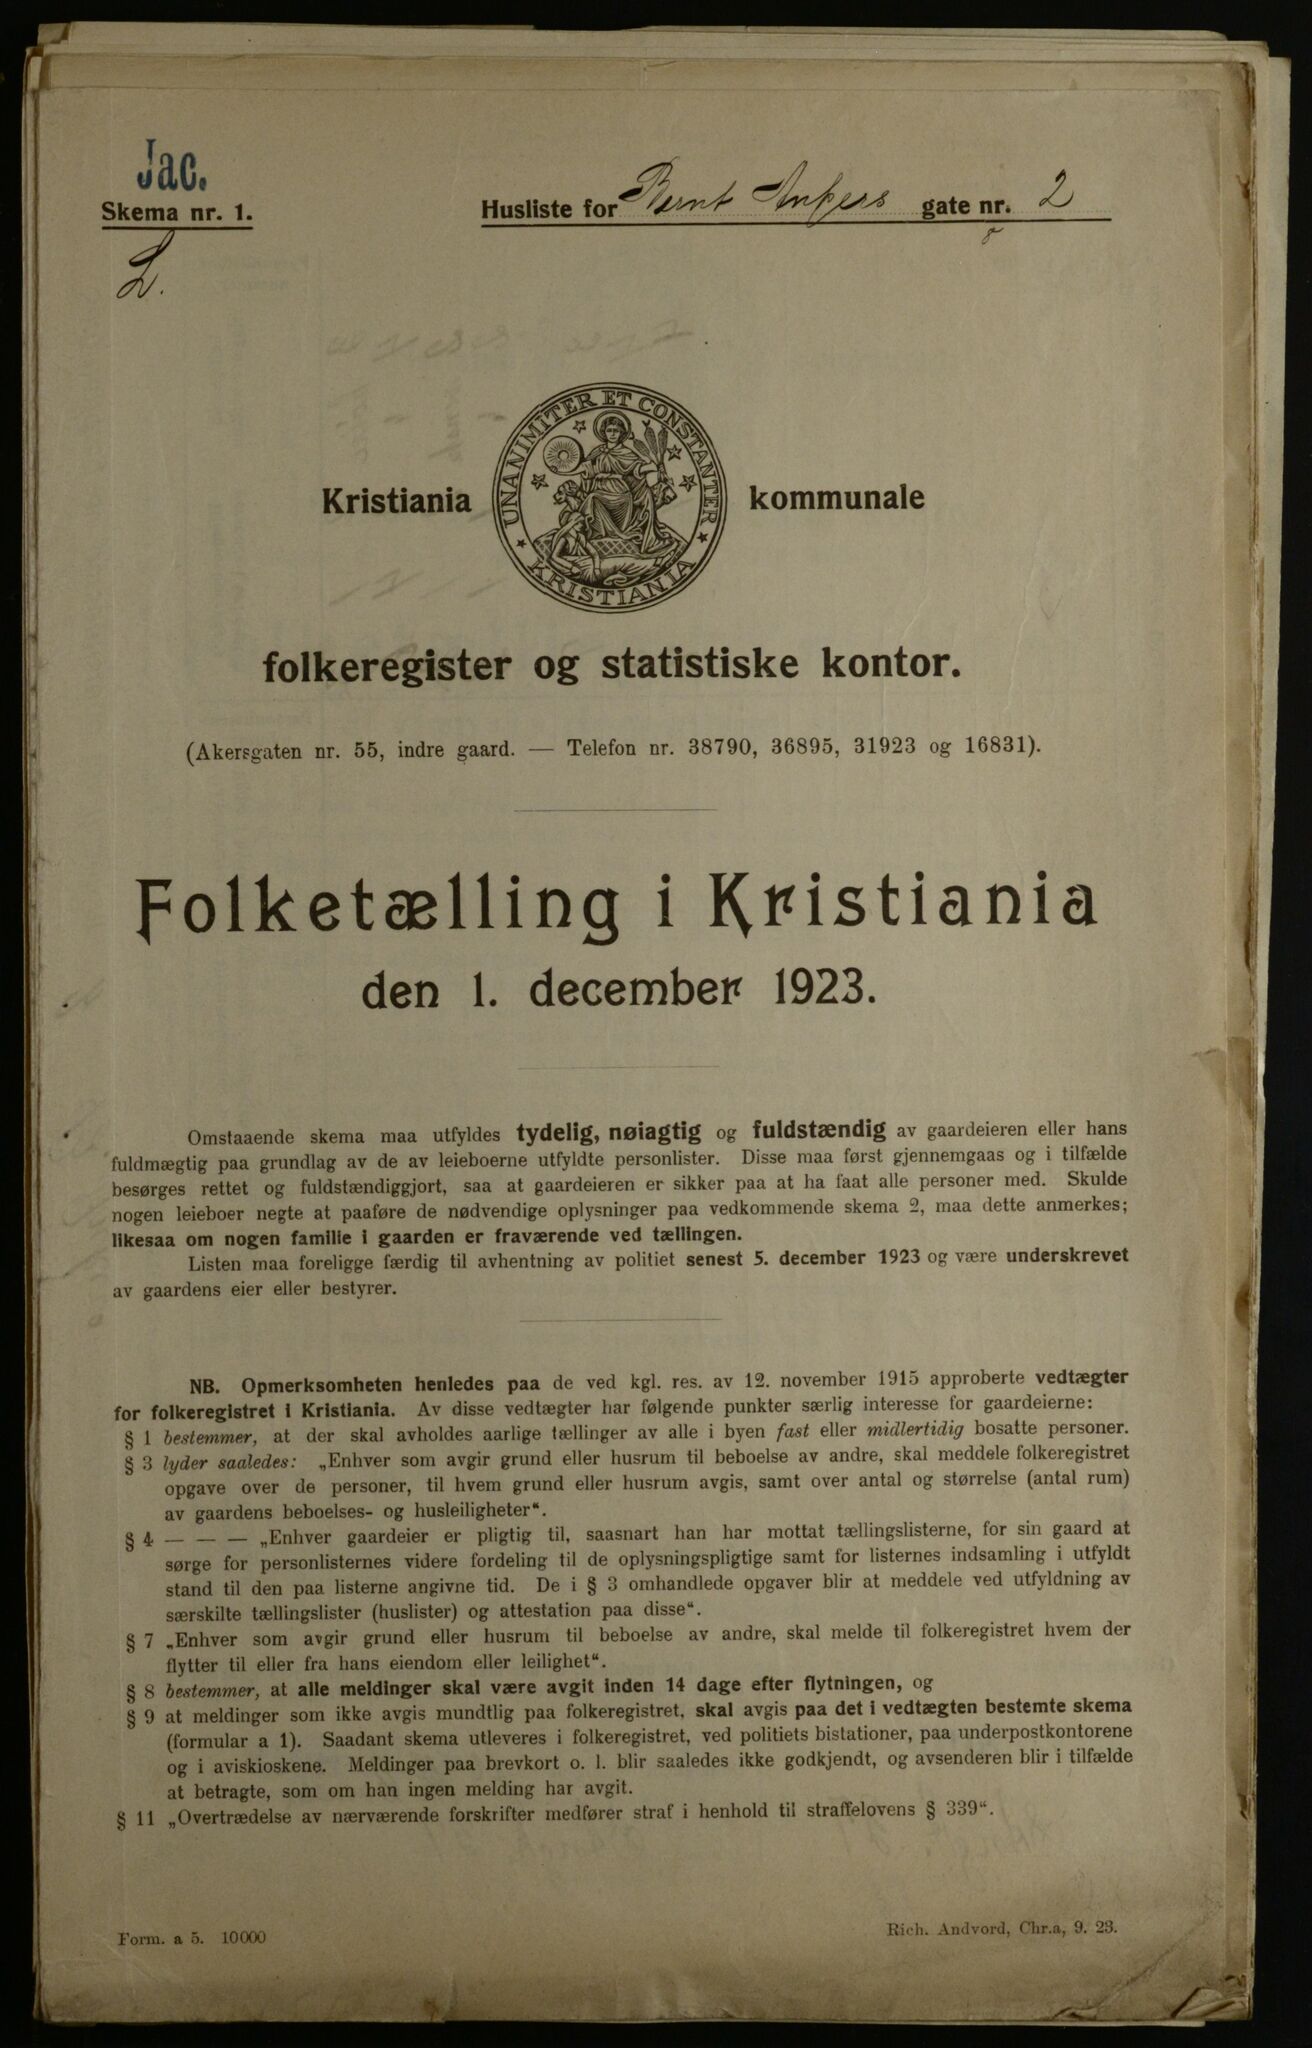 Jac.
Skema nr. 1.
Husliste for Bernt Ankers gate nr. 2
L.
UNANIMITER ET CONSTANTER
KRISTIANIA
Kristiania kommunale
folkeregister og statistiske kontor.
(Akersgaten nr. 55, indre gaard. — Telefon nr. 38790, 36895, 31923 og 16831).
Folketælling i Kristiania
den 1. december 1923.
Omstaaende skema maa utfyldes tydelig, nøiagtig og fuldstændig av gaardeieren eller hans
fuldmægtig paa grundlag av de av leieboerne utfyldte personlister. Disse maa først gjennemgaas og i tilfælde
besørges rettet og fuldstændiggjort, saa at gaardeieren er sikker paa at ha faat alle personer med. Skulde
nogen leieboer negte at paaføre de nødvendige oplysninger paa vedkommende skema 2, maa dette anmerkes;
likesaa om nogen familie i gaarden er fraværende ved tællingen.
Listen maa foreligge færdig til avhentning av politiet senest 5. december 1923 og være underskrevet
av gaardens eier eller bestyrer.
NB. Opmerksomheten henledes paa de ved kgl. res. av 12. november 1915 approberte vedtægter
for folkeregistret i Kristiania. Av disse vedtægter har følgende punkter særlig interesse for gaardeierne:
§ 1 bestemmer, at der skal avholdes aarlige tællinger av alle i byen fast eller midlertidig bosatte personer.
§ 3 lyder saaledes: „Enhver som avgir grund eller husrum til beboelse av andre, skal meddele folkeregistret
opgave over de personer, til hvem grund eller husrum avgis, samt over antal og størrelse (antal rum)
av gaardens beboelses- og husleiligheter“.
§ 4 — — — „Enhver gaardeier er pligtig til, saasnart han har mottat tællingslisterne, for sin gaard at
sørge for personlisternes videre fordeling til de oplysningspligtige samt for listernes indsamling i utfyldt
stand til den paa listerne angivne tid. De i § 3 omhandlede opgaver blir at meddele ved utfyldning av
særskilte tællingslister (huslister) og attestation paa disse“.
§ 7 „Enhver som avgir grund eller husrum til beboelse av andre, skal melde til folkeregistret hvem der
flytter til eller fra hans eiendom eller leilighet“.
§ 8 bestemmer, at alle meldinger skal være avgit inden 14 dage efter flytningen, og
§ 9 at meldinger som ikke avgis mundtlig paa folkeregistret, skal avgis paa det i vedtægten bestemte skema
(formular a 1). Saadant skema utleveres i folkeregistret, ved politiets bistationer, paa underpostkontorene
og i aviskioskene. Meldinger paa brevkort o. l. blir saaledes ikke godkjendt, og avsenderen blir i tilfælde
at betragte, som om han ingen melding har avgit.
§ 11 „Overtrædelse av nærværende forskrifter medfører straf i henhold til straffelovens § 339“.
Form. a 5. 10000
Rich. Andvord, Chr.a, 9. 23.